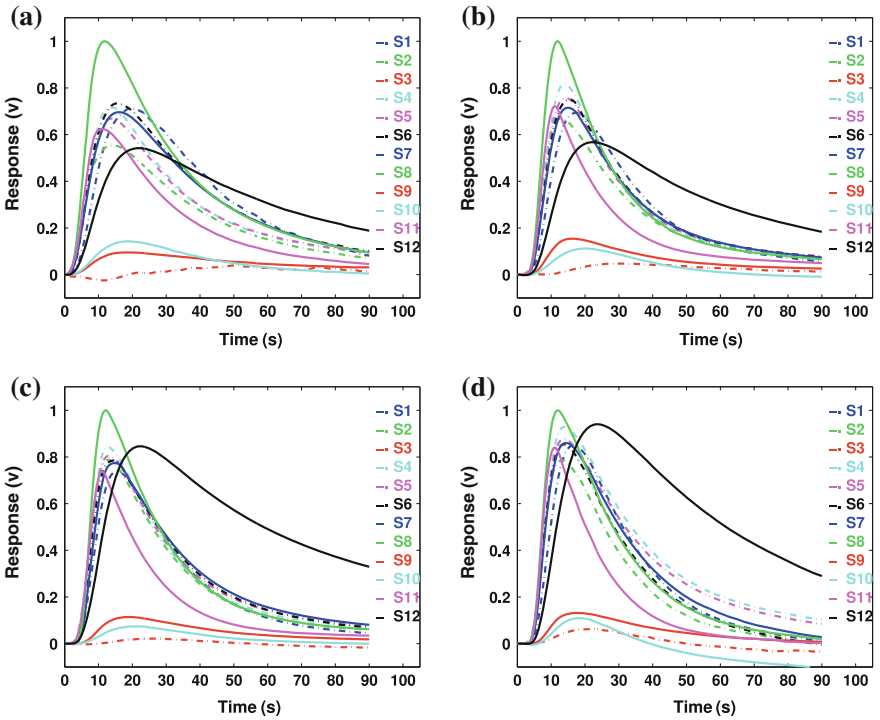 (a)
Response (v)
1
0.8
0.6
0.4
0.2
0
0 10 20 30 40 50 60 70 80 90 100
Time (s)
S1
S2
S3
S4
S5
S6
S7
S8
S9
S10
S11
S12
(b)
Response (v)
1
0.8
0.6
0.4
0.2
0
0 10 20 30 40 50 60 70 80 90 100
Time (s)
S1
S2
S3
S4
S5
S6
S7
S8
S9
S10
S11
S12
(c)
Response (v)
1
0.8
0.6
0.4
0.2
0
0 10 20 30 40 50 60 70 80 90 100
Time (s)
S1
S2
S3
S4
S5
S6
S7
S8
S9
S10
S11
S12
(d)
Response (v)
1
0.8
0.6
0.4
0.2
0
0 10 20 30 40 50 60 70 80 90 100
Time (s)
S1
S2
S3
S4
S5
S6
S7
S8
S9
S10
S11
S12